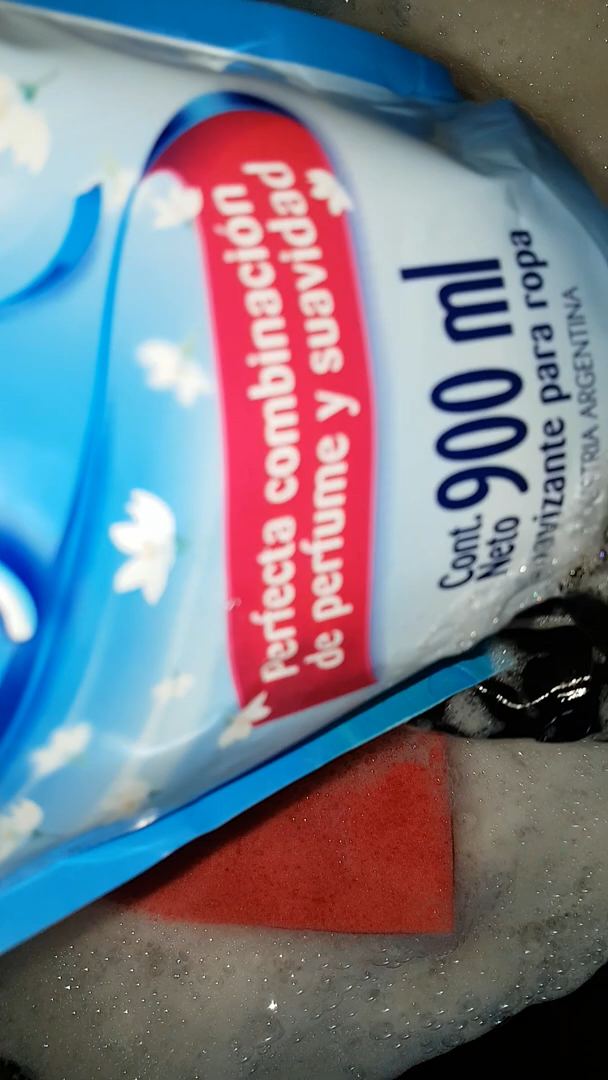 Perfecta combinación
de perfume y suavidad
Cont.
Neto
900 ml
para ropa
ARGENTINA